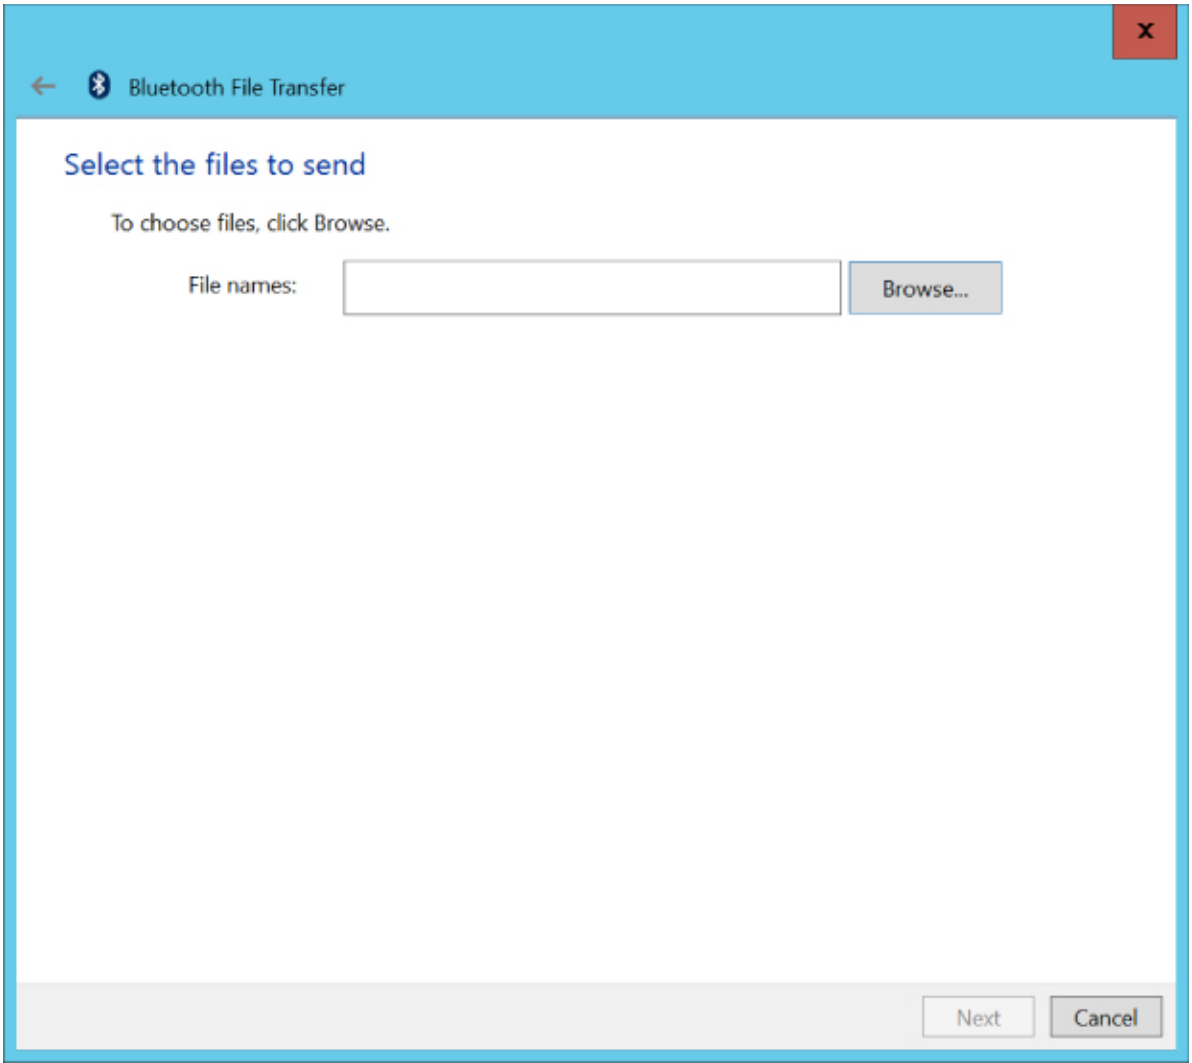 x
Bluetooth File Transfer
Select the files to send
To choose files, click Browse.
File names:
Browse...
Next
Cancel